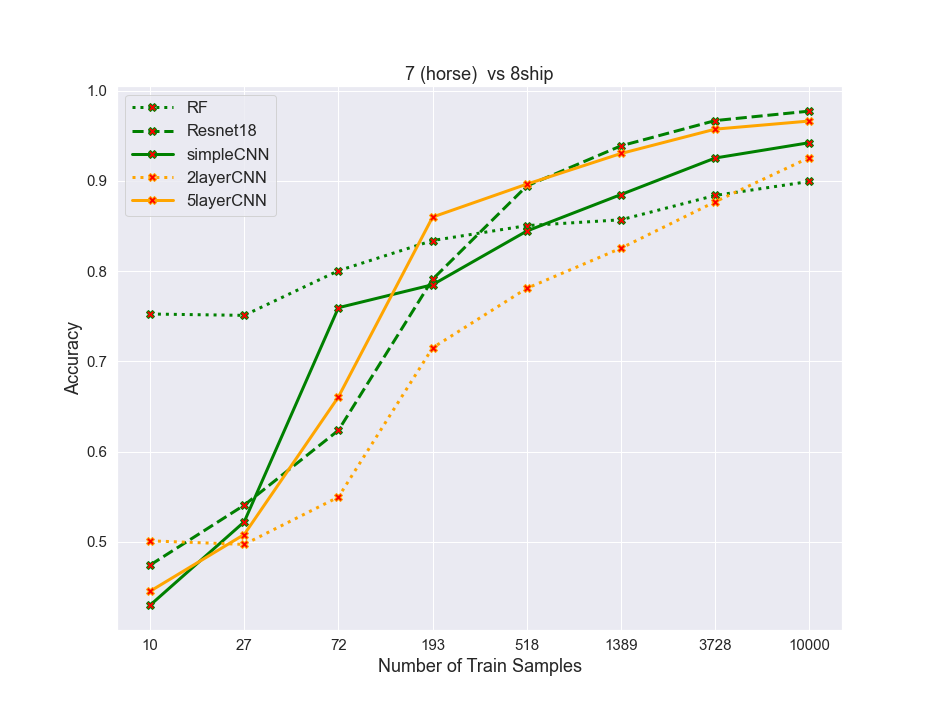 7 (horse)  vs 8ship
RF
Resnet18
simpleCNN
2layerCNN
5layerCNN
1.0
0.9
0.8
0.7
0.6
0.5
Accuracy
10 27 72 193 518 1389 3728 10000
Number of Train Samples